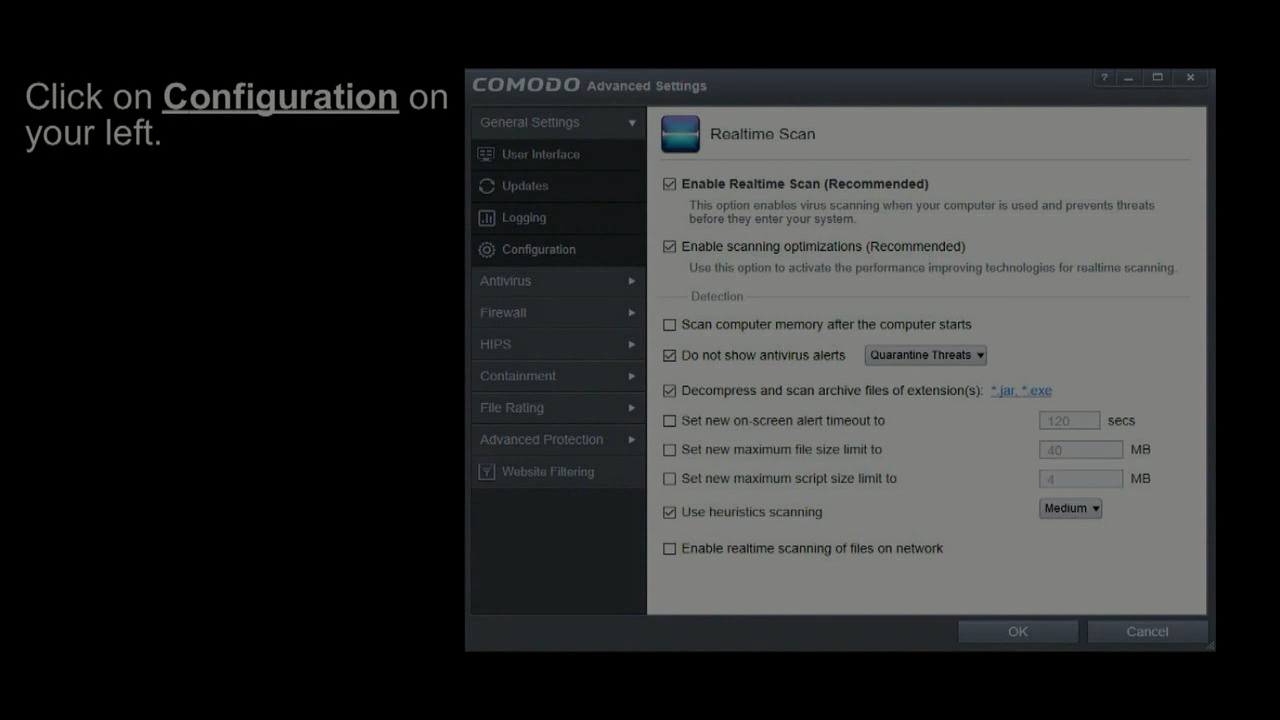 Click on Configuration on
your left.
COMODO Advanced Settings
?
General Settings
User Interface
Updates
Logging
Configuration
Antivirus
Firewall
HIPS
Containment
File Rating
Advanced Protection
Website Filtering
Realtime Scan
Enable Realtime Scan (Recommended)
This option enables virus scanning when your computer is used and prevents threats
before they enter your system.
Enable scanning optimizations (Recommended)
Use this option to activate the performance improving technologies for realtime scanning.
Detection
Scan computer memory after the computer starts
Do not show antivirus alerts Quarantine Threats
Decompress and scan archive files of extension(s): *.jar, *.exe
Set new on-screen alert timeout to 120 secs
Set new maximum file size limit to 40 MB
Set new maximum script size limit to 4 MB
Use heuristics scanning Medium
Enable realtime scanning of files on network
OK Cancel